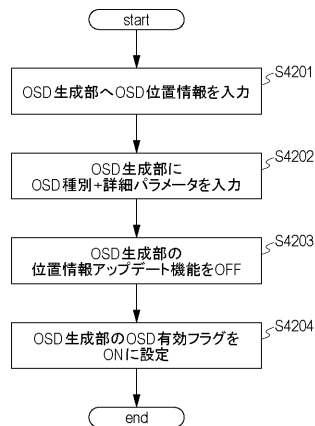 start
S4201
OSD生成部へOSD位置情報を入力
S4202
OSD生成部に
OSD種別+詳細パラメータを入力
S4203
OSD生成部の
位置情報アップデート機能をOFF
S4204
OSD生成部のOSD有効フラグを
ONに設定
end